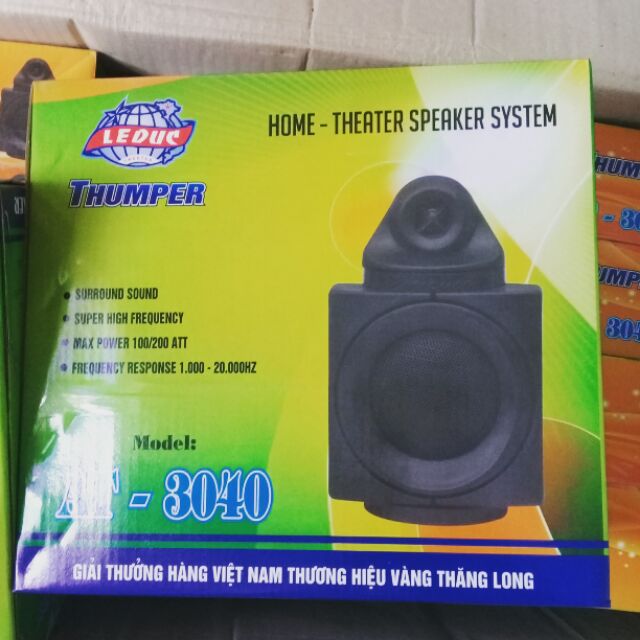 LEDUC
HOME - THEATER SPEAKER SYSTEM
THUMPER
SURROUND SOUND
SUPER HIGH FREQUENCY
MAX POWER 100/200 ATT
FREQUENCY RESPONSE 1.000 - 20.000HZ
Model:
AT - 3040
GIẢI THƯỞNG HÀNG VIỆT NAM THƯƠNG HIỆU VÀNG THĂNG LONG